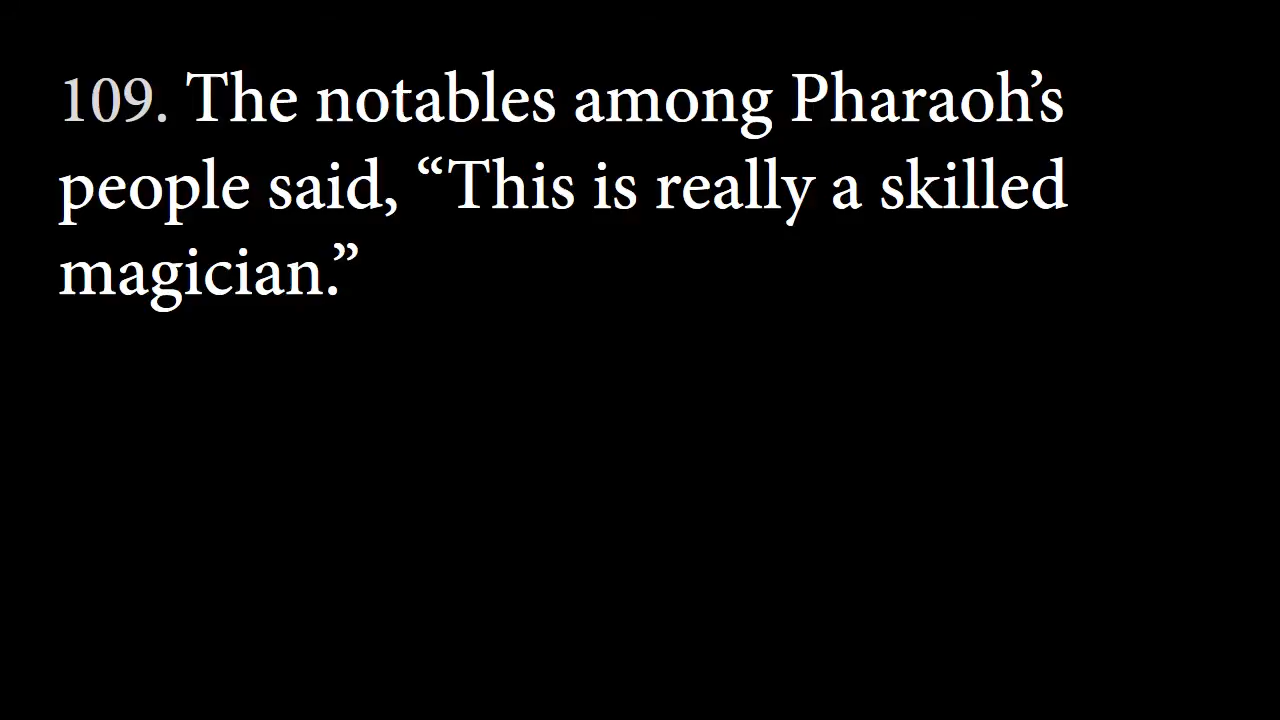 109. The notables among Pharaoh’s
people said, “This is really a skilled
magician.”